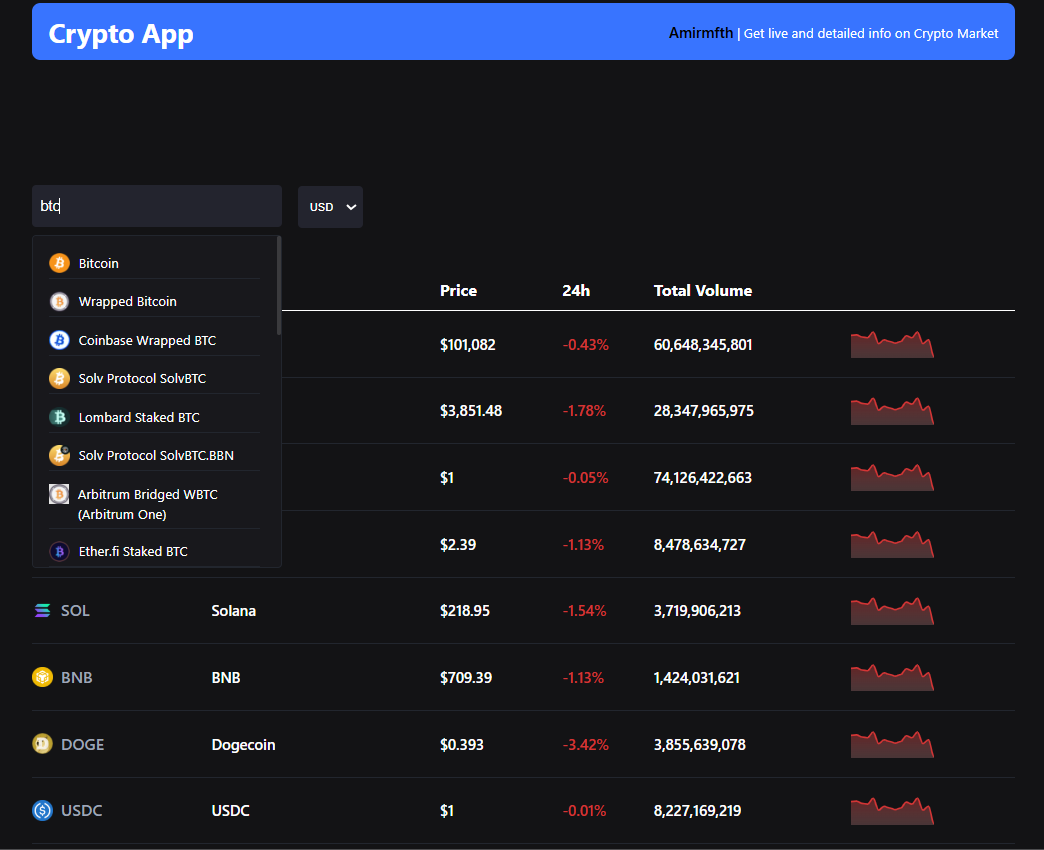 Crypto App
Amirmfth | Get live and detailed info on Crypto Market
btc
USD
Bitcoin
Wrapped Bitcoin
Coinbase Wrapped BTC
Solv Protocol SolvBTC
Lombard Staked BTC
Solv Protocol SolvBTC.BBN
Arbitrum Bridged WBTC
(Arbitrum One)
Ether.fi Staked BTC
Price 24h Total Volume
$101,082 -0.43% 60,648,345,801
$3,851.48 -1.78% 28,347,965,975
$1 -0.05% 74,126,422,663
$2.39 -1.13% 8,478,634,727
SOL Solana $218.95 -1.54% 3,719,906,213
BNB BNB $709.39 -1.13% 1,424,031,621
DOGE Dogecoin $0.393 -3.42% 3,855,639,078
USDC USDC $1 -0.01% 8,227,169,219